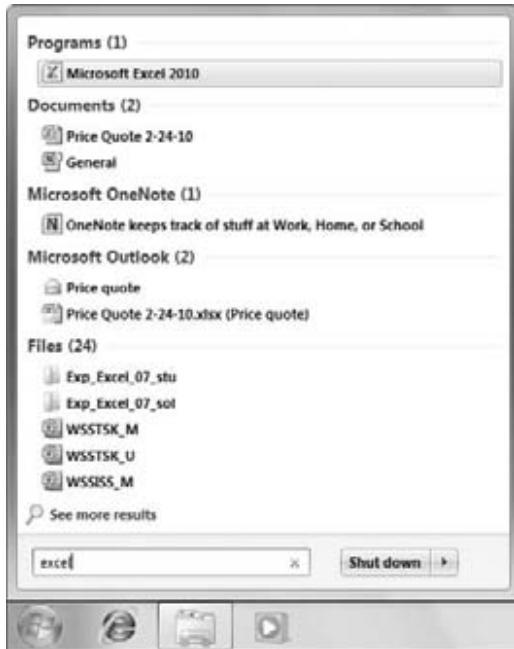 Programs (1)
Microsoft Excel 2010
Documents (2)
Price Quote 2-24-10
General
Microsoft OneNote (1)
OneNote keeps track of stuff at Work, Home, or School
Microsoft Outlook (2)
Price quote
Price Quote 2-24-10.xlsx (Price quote)
Files (24)
Exp_Excel_07_stu
Exp_Excel_07_sol
WSSTSK_M
WSSTSK_U
WSSISS_M
See more results
excel
Shut down